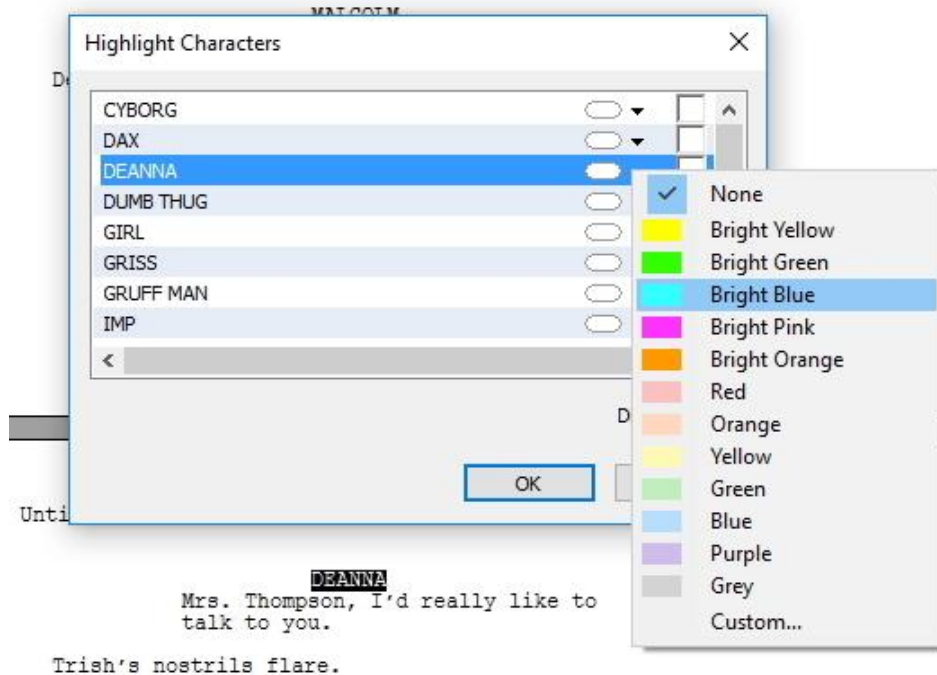 MALCOLM
Highlight Characters
CYBORG
DAX
DEANNA
DUMB THUG
GIRL
GRISS
GRUFF MAN
IMP
None
Bright Yellow
Bright Green
Bright Blue
Bright Pink
Bright Orange
Red
Orange
Yellow
Green
Blue
Purple
Grey
Custom...
D
OK
Unti
DEANNA
Mrs. Thompson, I'd really like to
talk to you.
Trish's nostrils flare.